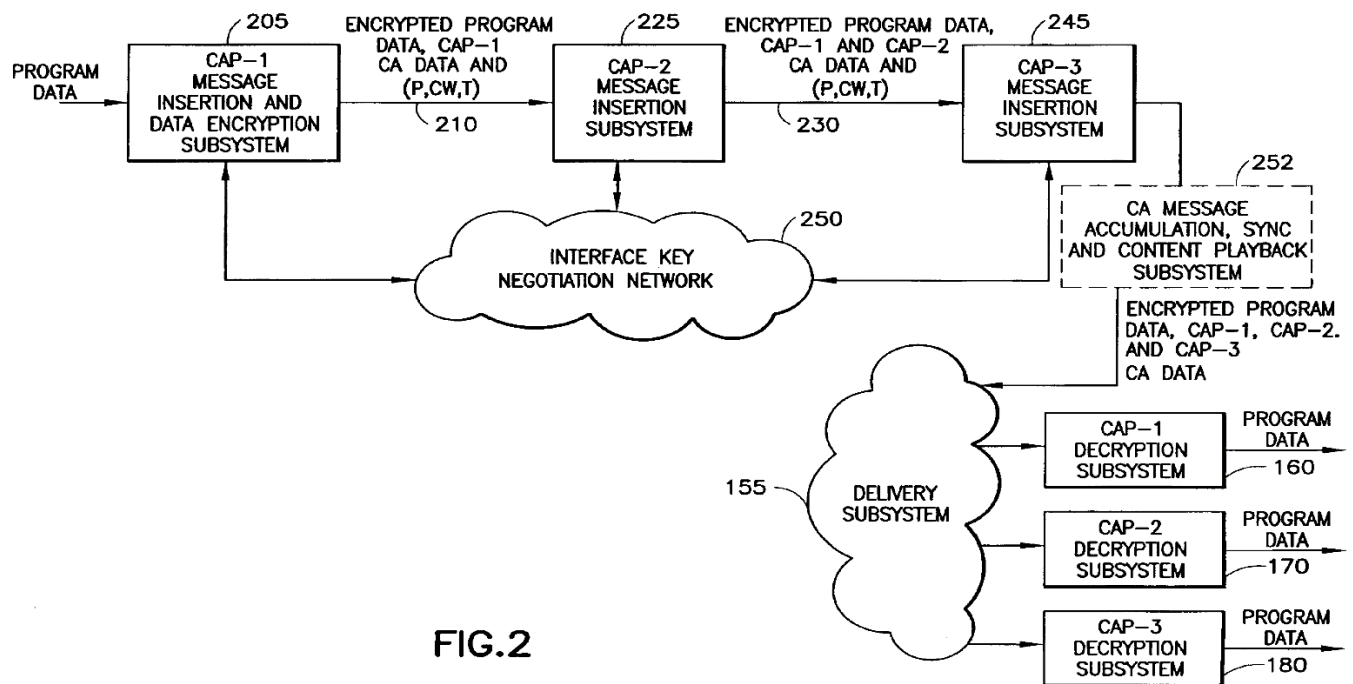 205
ENCRYPTED PROGRAM
DATA, CAP-1
CA DATA AND
(P,CW,T)
210
225
ENCRYPTED PROGRAM DATA,
CAP-1 AND CAP-2
CA DATA AND
(P,CW,T)
230
245
PROGRAM
DATA
CAP-1
MESSAGE
INSERTION AND
DATA ENCRYPTION
SUBSYSTEM
CAP-2
MESSAGE
INSERTION
SUBSYSTEM
CAP-3
MESSAGE
INSERTION
SUBSYSTEM
252
CA MESSAGE
ACCUMULATION, SYNC
AND CONTENT PLAYBACK
SUBSYSTEM
250
INTERFACE KEY
NEGOTIATION NETWORK
ENCRYPTED PROGRAM
DATA, CAP-1, CAP-2.
AND CAP-3
CA DATA
155
DELIVERY
SUBSYSTEM
CAP-1
DECRYPTION
SUBSYSTEM
PROGRAM
DATA
160
CAP-2
DECRYPTION
SUBSYSTEM
PROGRAM
DATA
170
CAP-3
DECRYPTION
SUBSYSTEM
PROGRAM
DATA
180
FIG.2